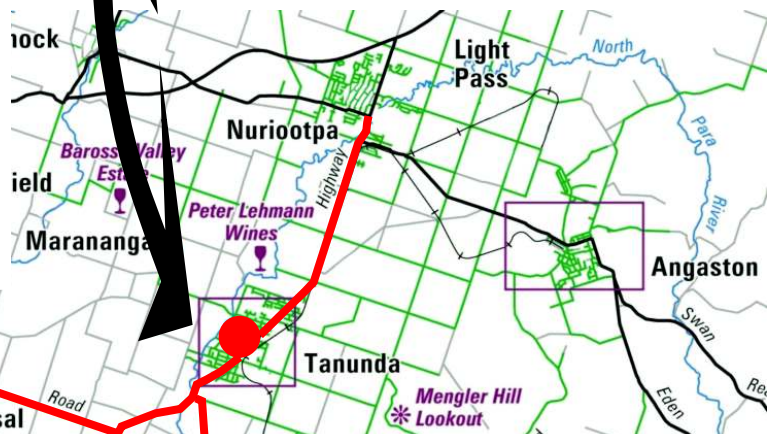 nock
Light
Pass
North
Nuriootpa
Para
Barossa Valley
Estate
Highway
ield
Peter Lehmann
Wines
River
Marananga
Angaston
Swan
Tanunda
Road
Mengler Hill
Lookout
Eden
sal